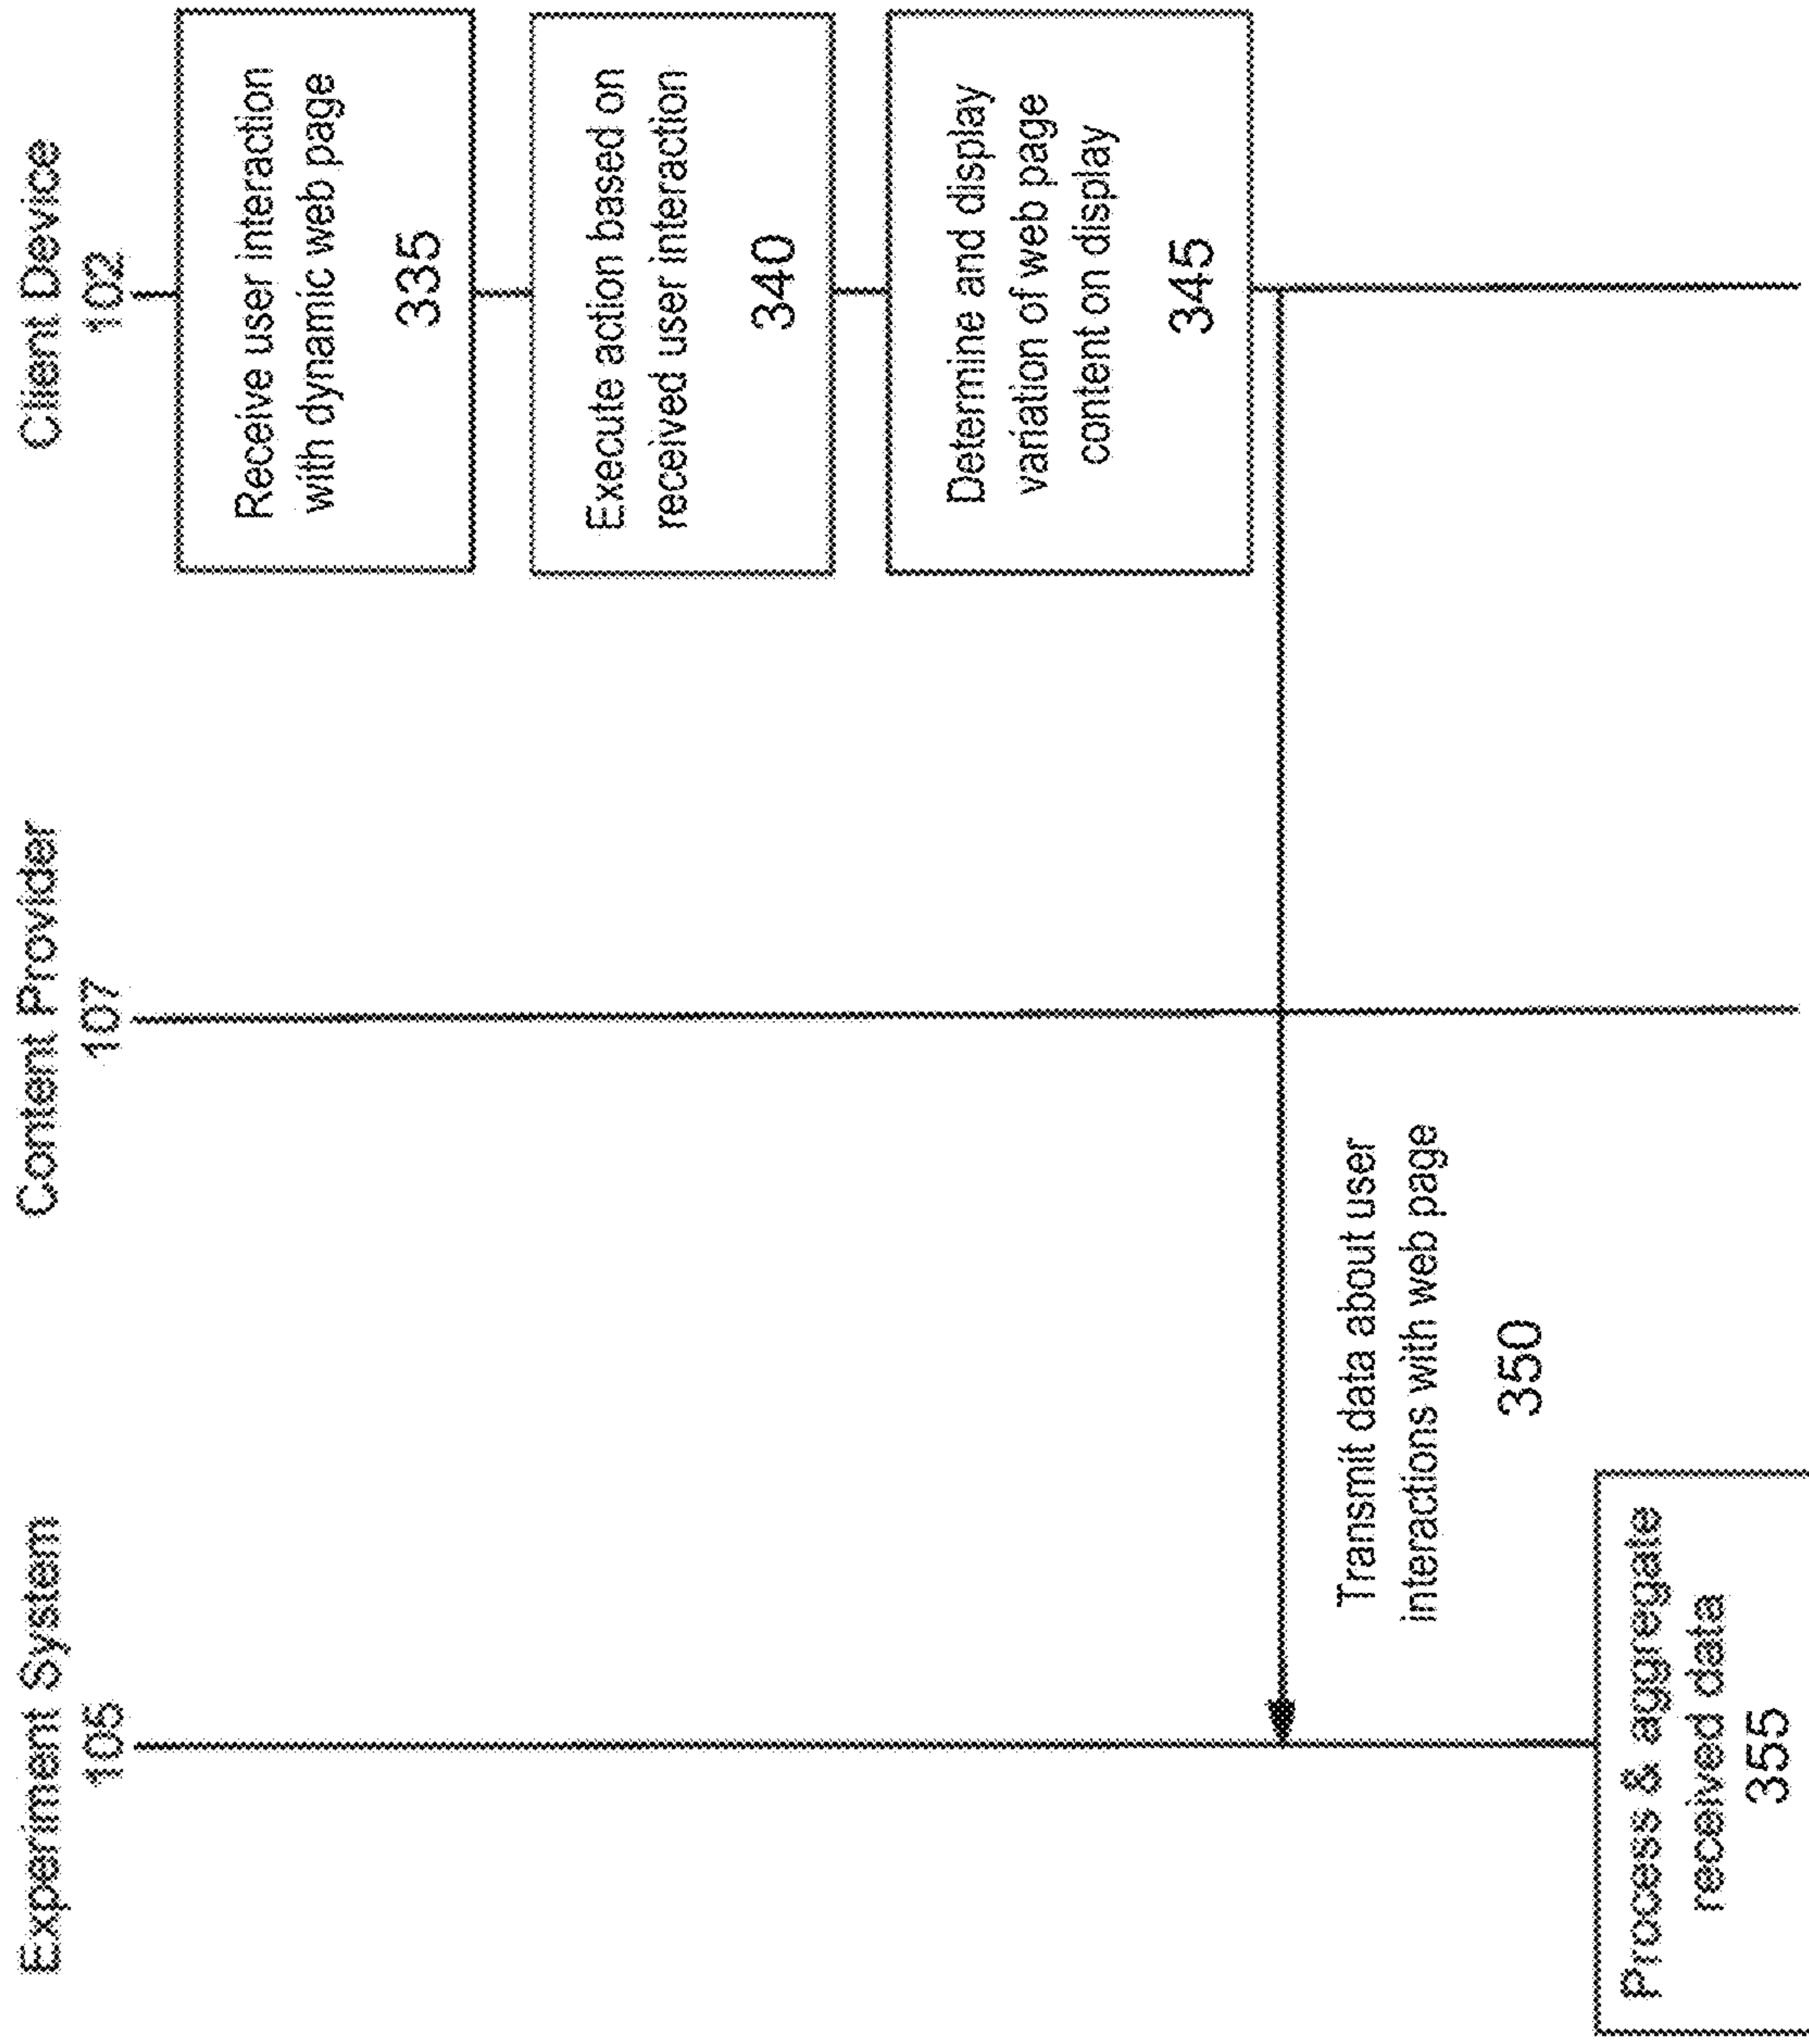 Experiment System
105
Content Provider
107
Client Device
102
Receive user interaction
with dynamic web page
335
Execute action based on
received user interaction
340
Determine and display
variation of web page
content on display
345
Transmit data about user
interactions with web page
350
Process & aggregate
received data
355